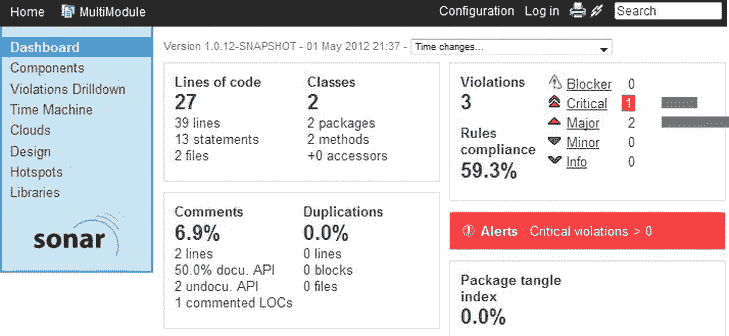 Home MultiModule Configuration Log in Search
Dashboard
Components
Violations Drilldown
Time Machine
Clouds
Design
Hotspots
Libraries
sonar
Version 1.0.12-SNAPSHOT - 01 May 2012 21:37 - Time changes...
Lines of code
27
39 lines
13 statements
2 files
Classes
2
2 packages
2 methods
+0 accessors
Violations
3
Rules
compliance
59.3%
Blocker 0
Critical 1
Major 2
Minor 0
Info 0
Comments
6.9%
2 lines
50.0% docu. API
2 undocu. API
1 commented LOCs
Duplications
0.0%
0 lines
0 blocks
0 files
Alerts : Critical violations > 0
Package tangle
index
0.0%